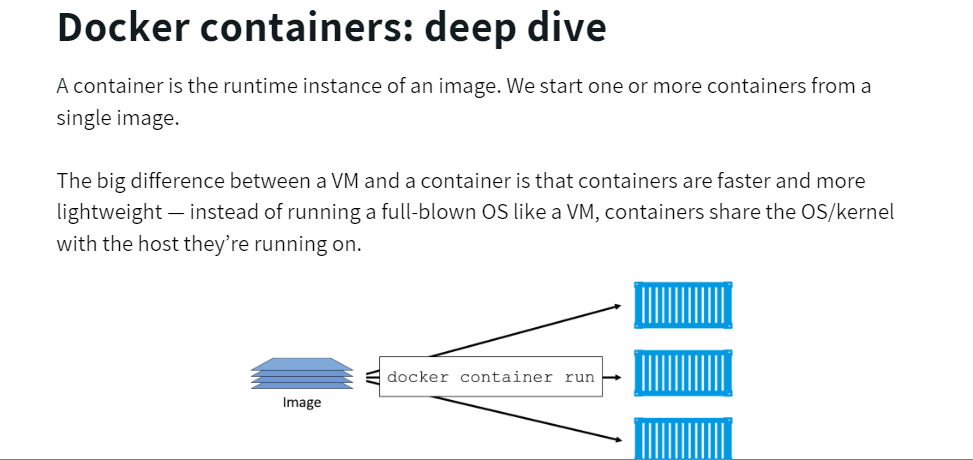 Docker containers: deep dive
A container is the runtime instance of an image. We start one or more containers from a
single image.
The big difference between a VM and a container is that containers are faster and more
lightweight — instead of running a full-blown OS like a VM, containers share the OS/kernel
with the host they’re running on.
docker container run
Image